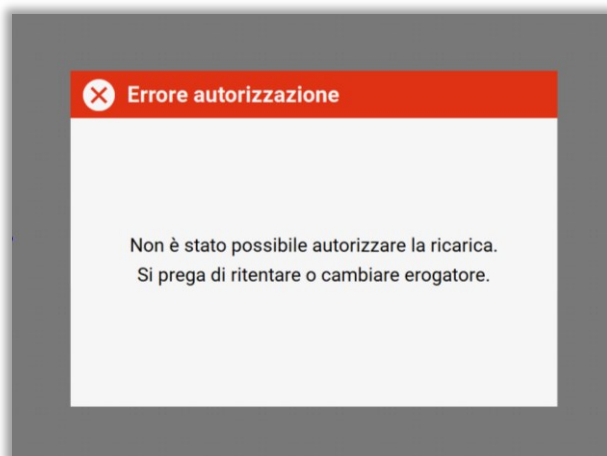 Errore autorizzazione
Non è stato possibile autorizzare la ricarica.
Si prega di ritentare o cambiare erogatore.